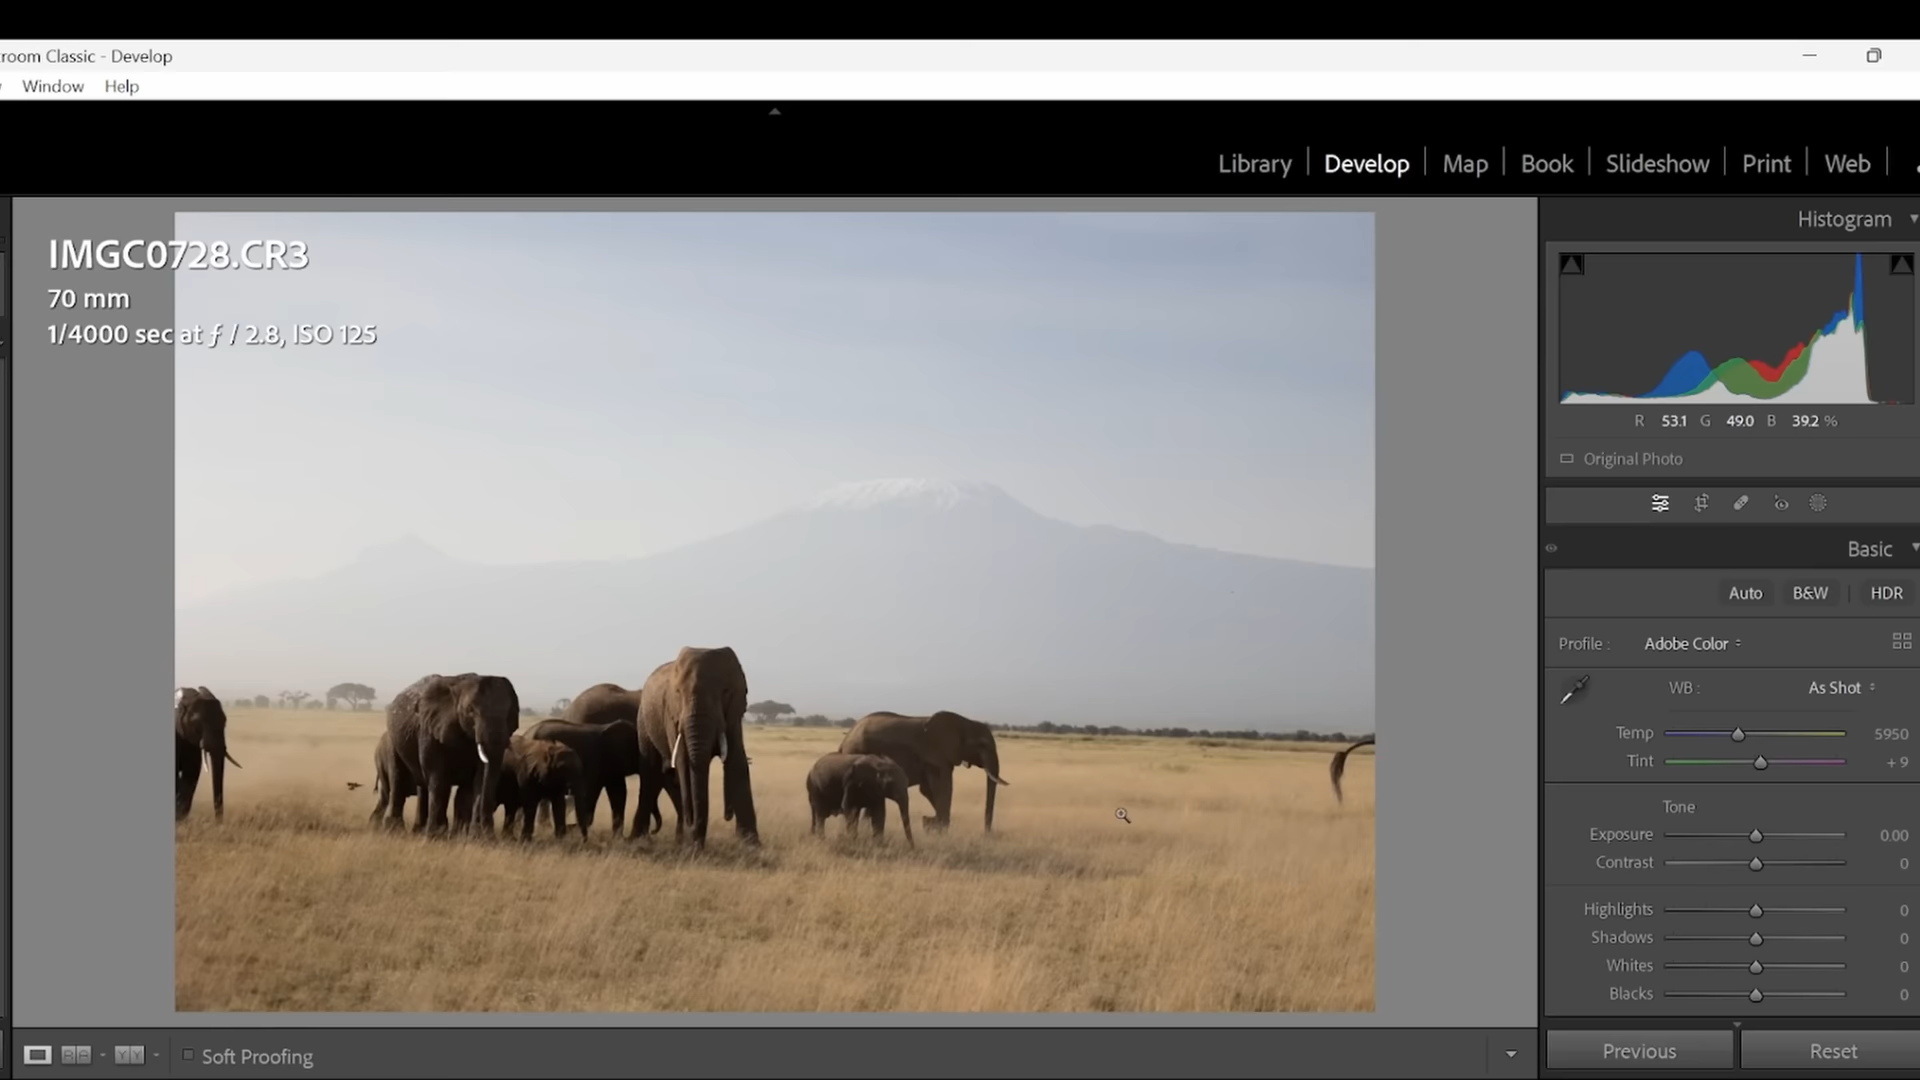 room Classic - Develop
Window Help
Library Develop Map Book Slideshow Print Web
IMGC0728.CR3
70 mm
1/4000 sec at ƒ / 2.8, ISO 125
Histogram
R 53.1 G 49.0 B 39.2 %
Original Photo
Basic
Auto B&W HDR
Profile : Adobe Color
WB : As Shot
Temp 5950
Tint + 9
Tone
Exposure 0.00
Contrast 0
Highlights 0
Shadows 0
Whites 0
Blacks 0
Soft Proofing
Previous Reset